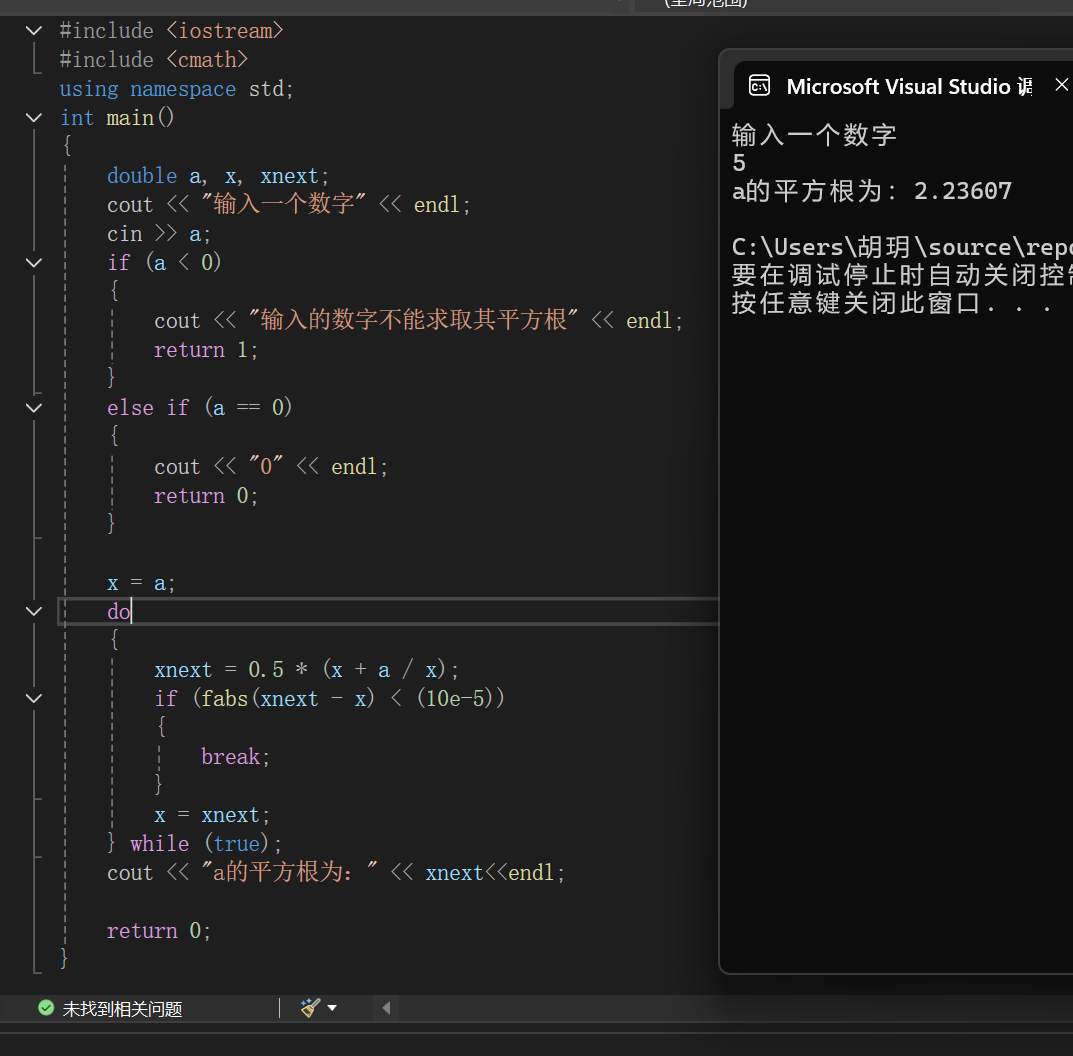 (全局范围)
#include <iostream>
#include <cmath>
using namespace std;
int main()
{
double a, x, xnext;
cout << "输入一个数字" << endl;
cin >> a;
if (a < 0)
{
cout << "输入的数字不能求取其平方根" << endl;
return 1;
}
else if (a == 0)
{
cout << "0" << endl;
return 0;
}
x = a;
do
{
xnext = 0.5 * (x + a / x);
if (fabs(xnext - x) < (10e-5))
{
break;
}
x = xnext;
} while (true);
cout << "a的平方根为：" << xnext<<endl;
return 0;
}
未找到相关问题
Microsoft Visual Studio 调
输入一个数字
5
a的平方根为：2.23607
C:\Users\胡玥\source\repo
要在调试停止时自动关闭控制
按任意键关闭此窗口. . .